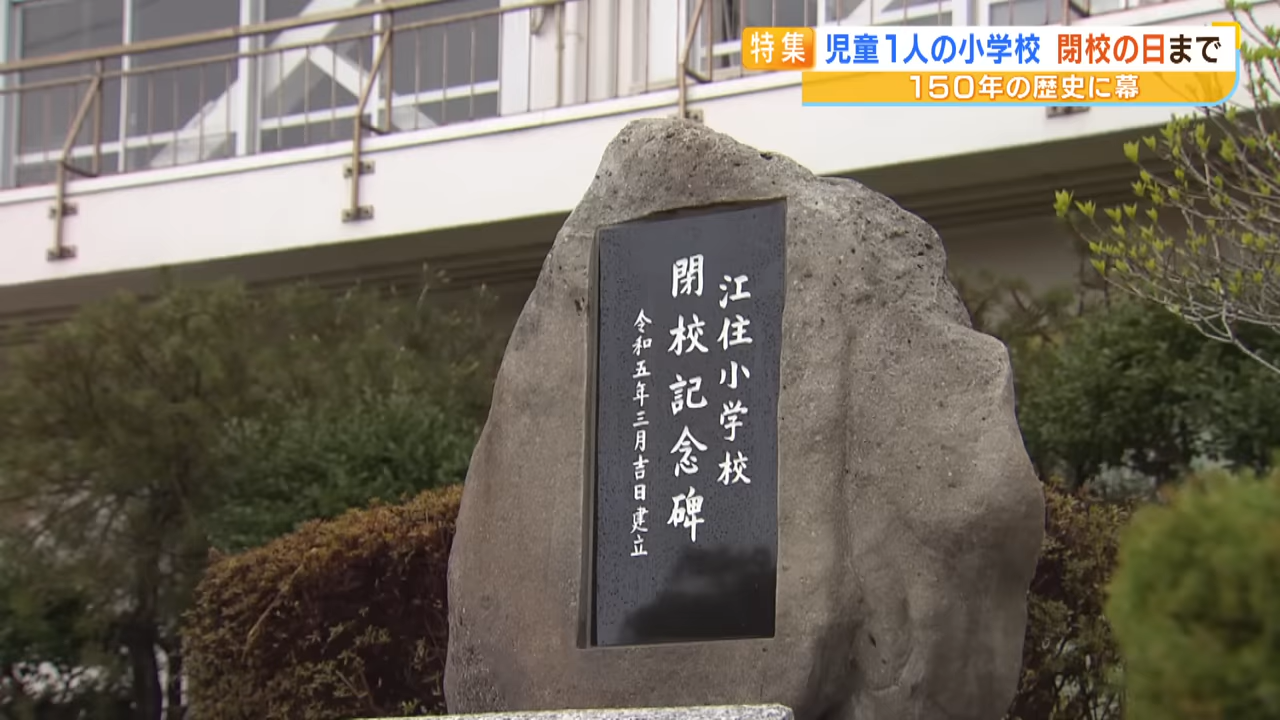 特集 児童1人の小学校 閉校の日まで
150年の歴史に幕
江住小学校
閉校記念碑
令和五年三月吉日建立